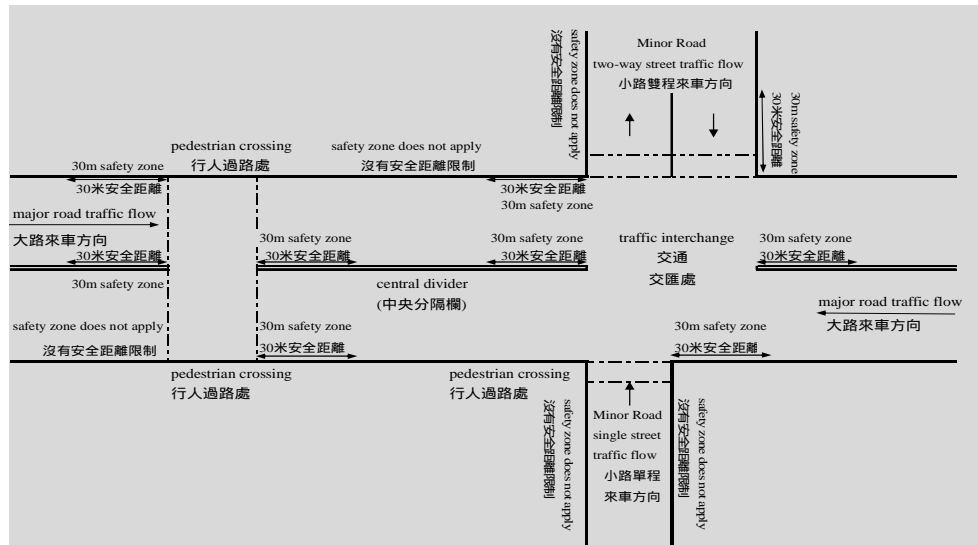 Minor Road
two-way street traffic flow
小路雙程來車方向
safety zone does not apply
沒有安全距離限制
30m safety zone
30米安全距離
pedestrian crossing
行人過路處
safety zone does not apply
沒有安全距離限制
30m safety zone
30米安全距離
30米安全距離
30m safety zone
major road traffic flow
大路來車方向
30米安全距離
30m safety zone
30m safety zone
30米安全距離
30m safety zone
30米安全距離
traffic interchange
交通
交匯處
30m safety zone
30米安全距離
central divider
(中央分隔欄)
major road traffic flow
大路來車方向
safety zone does not apply
沒有安全距離限制
30m safety zone
30米安全距離
30m safety zone
30米安全距離
pedestrian crossing
行人過路處
pedestrian crossing
行人過路處
safety zone does not apply
沒有安全距離限制
Minor Road
single street
traffic flow
小路單程
來車方向
safety zone does not apply
沒有安全距離限制